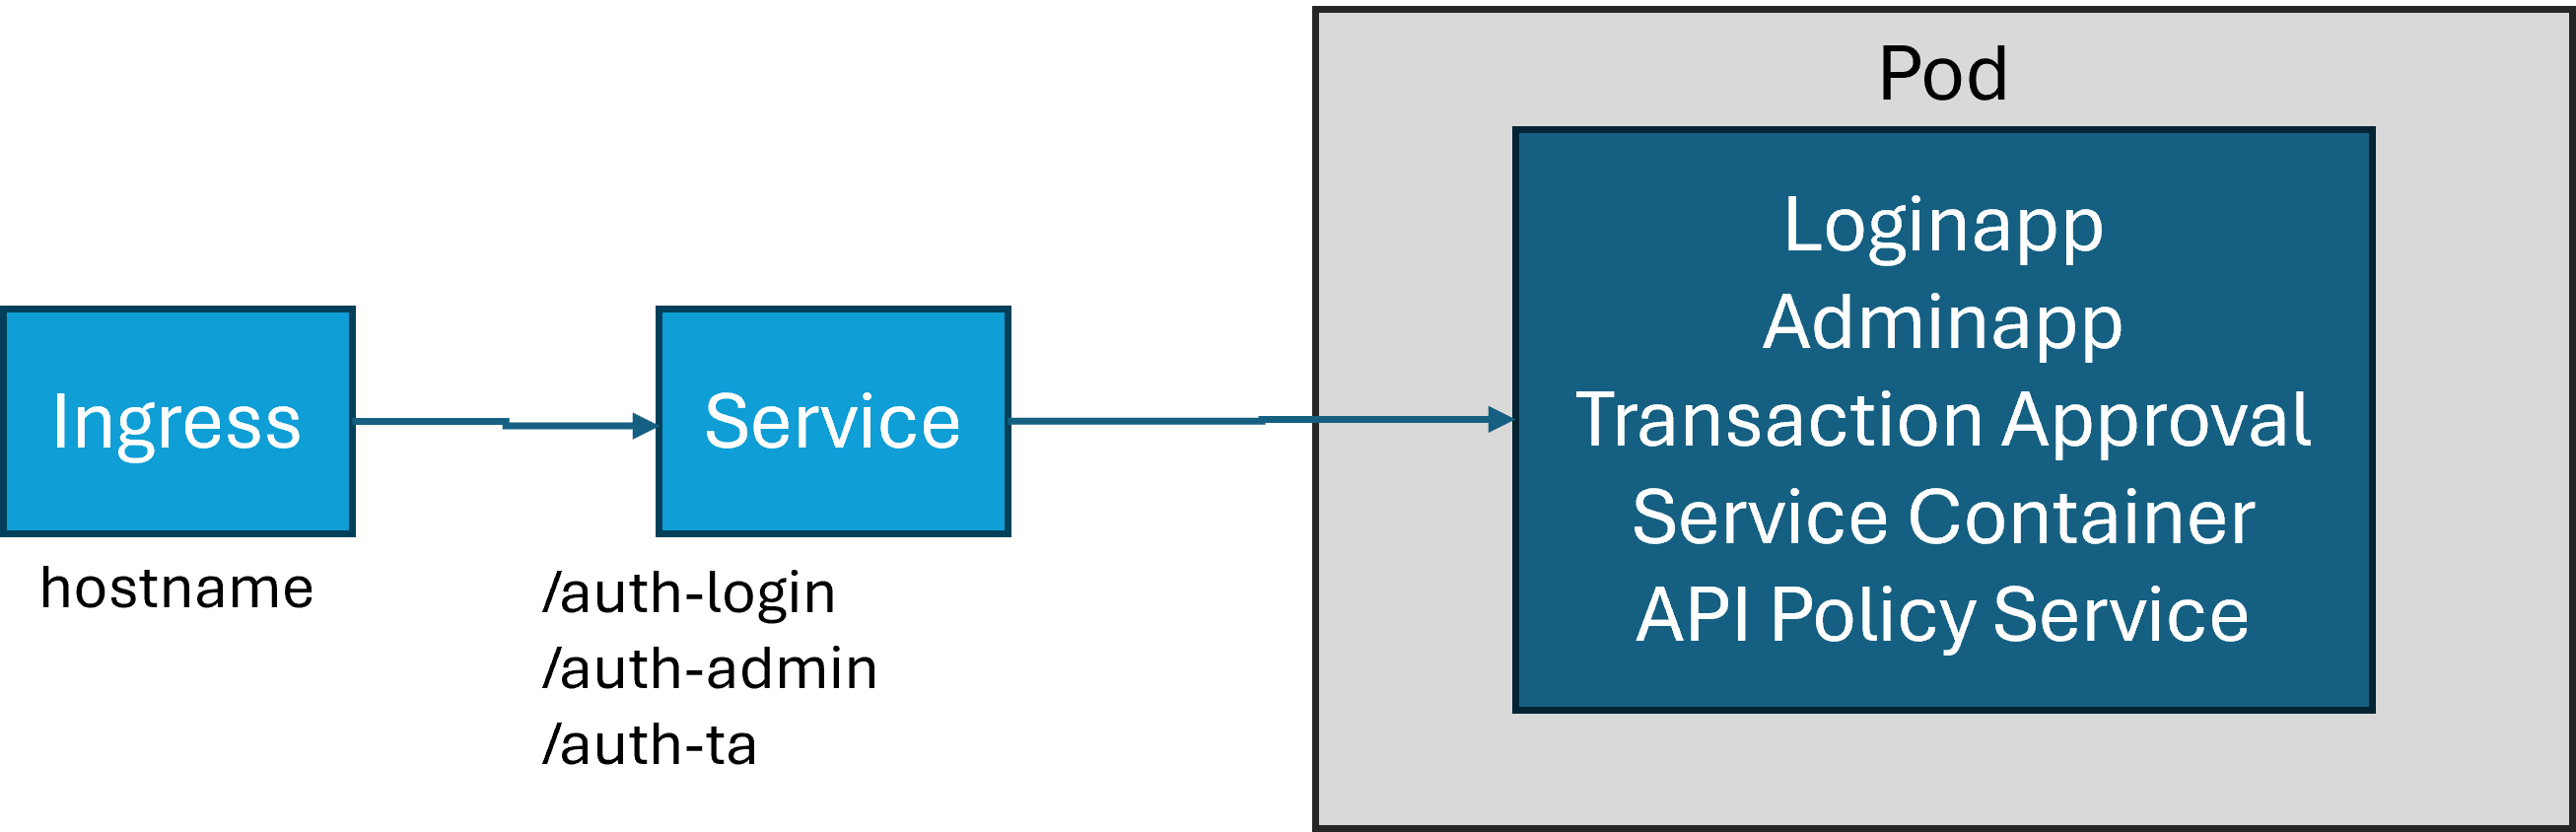 Ingress
hostname
Service
/auth-login
/auth-admin
/auth-ta
Pod
Loginapp
Adminapp
Transaction Approval
Service Container
API Policy Service